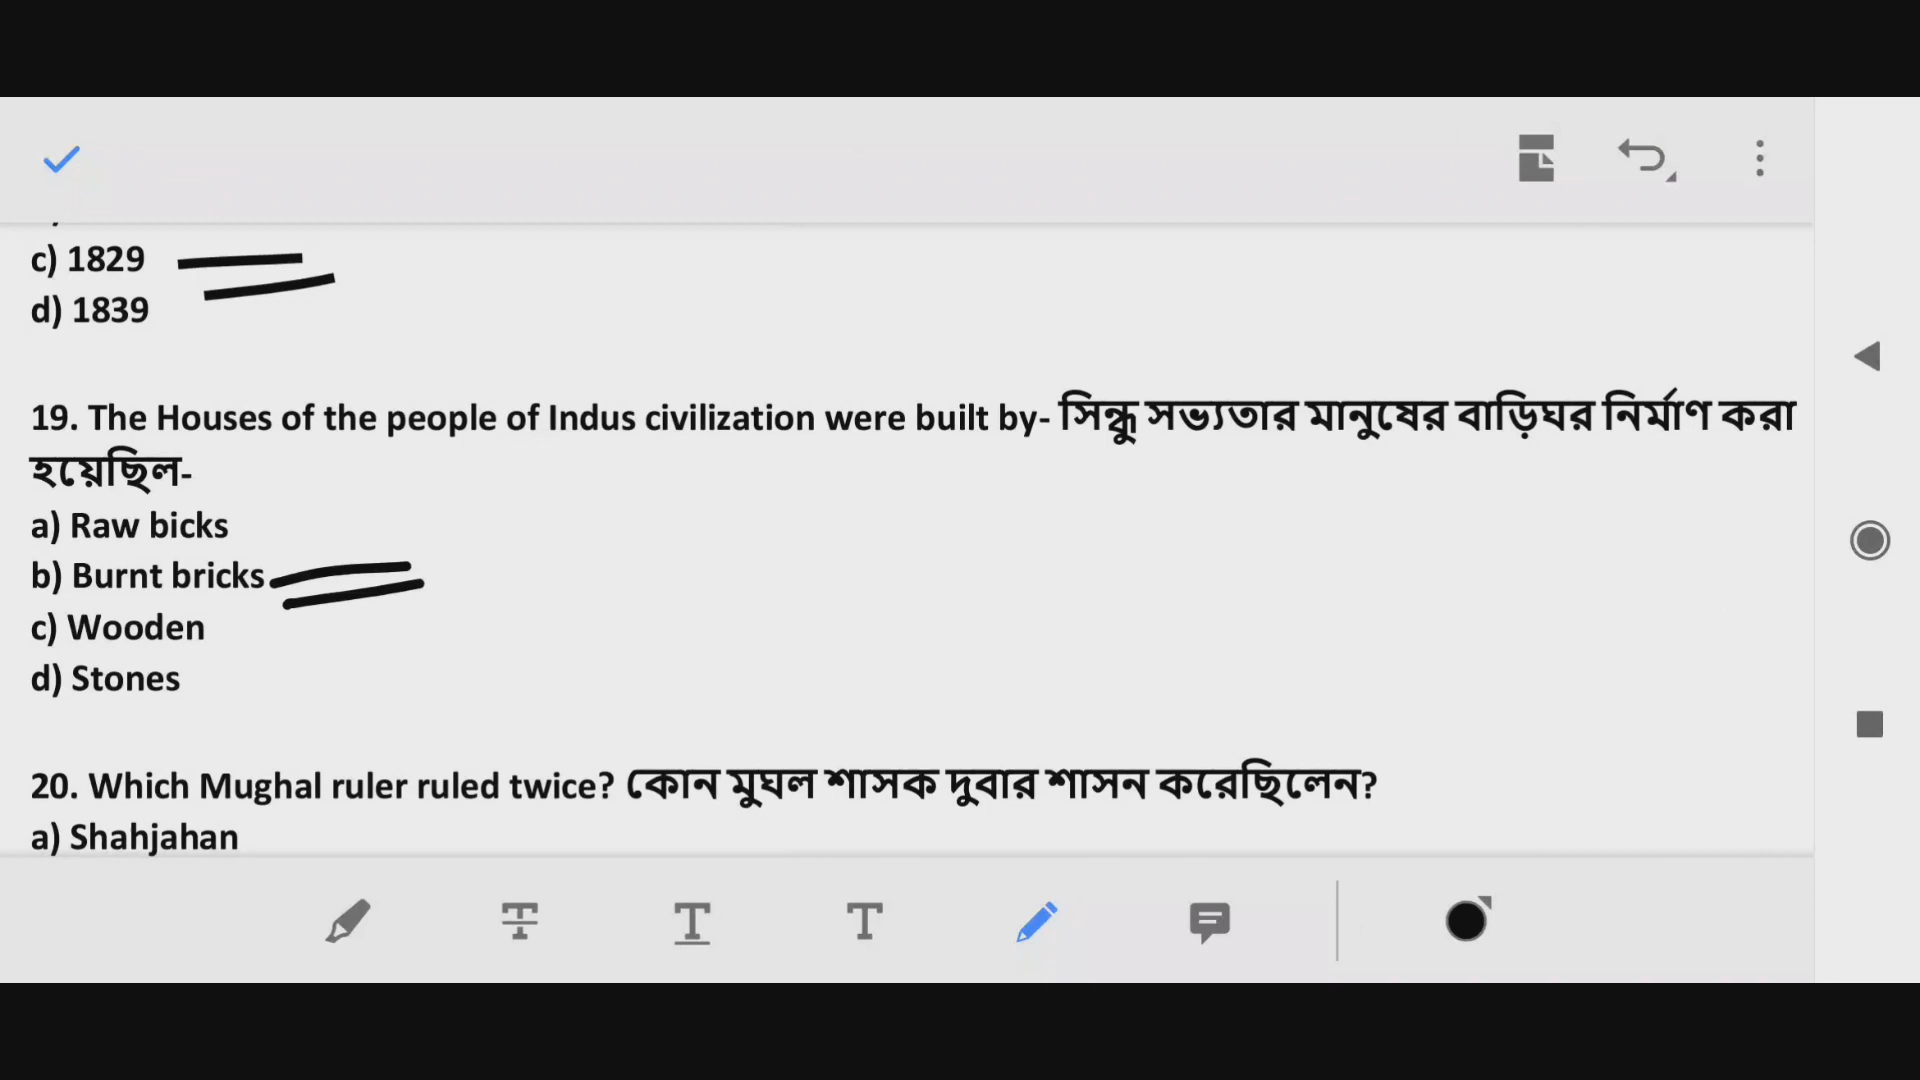 c) 1829
d) 1839
19. The Houses of the people of Indus civilization were built by- সিন্ধু সভ্যতার মানুষের বাড়িঘর নির্মাণ করা
হয়েছিল-
a) Raw bicks
b) Burnt bricks
c) Wooden
d) Stones
20. Which Mughal ruler ruled twice? কোন মুঘল শাসক দুবার শাসন করেছিলেন?
a) Shahjahan